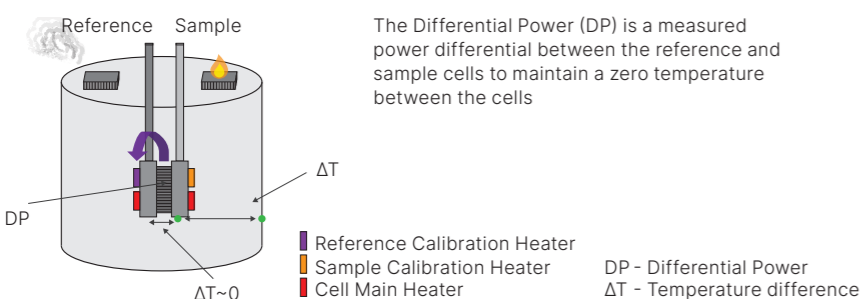 Reference Sample
The Differential Power (DP) is a measured
power differential between the reference and
sample cells to maintain a zero temperature
between the cells
ΔT
DP
Reference Calibration Heater
Sample Calibration Heater
Cell Main Heater
DP - Differential Power
ΔT - Temperature difference
ΔT~0